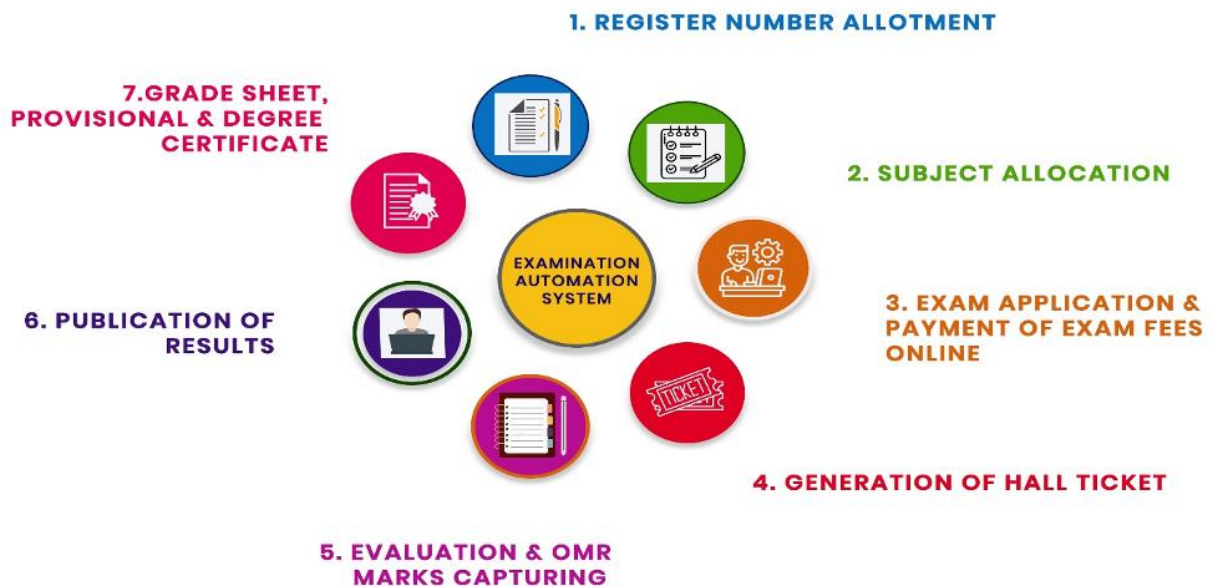 1. REGISTER NUMBER ALLOTMENT
2. SUBJECT ALLOCATION
3. EXAM APPLICATION &
PAYMENT OF EXAM FEES
ONLINE
4. GENERATION OF HALL TICKET
5. EVALUATION & OMR
MARKS CAPTURING
6. PUBLICATION OF
RESULTS
7.GRADE SHEET,
PROVISIONAL & DEGREE
CERTIFICATE
EXAMINATION
AUTOMATION
SYSTEM
TICKET